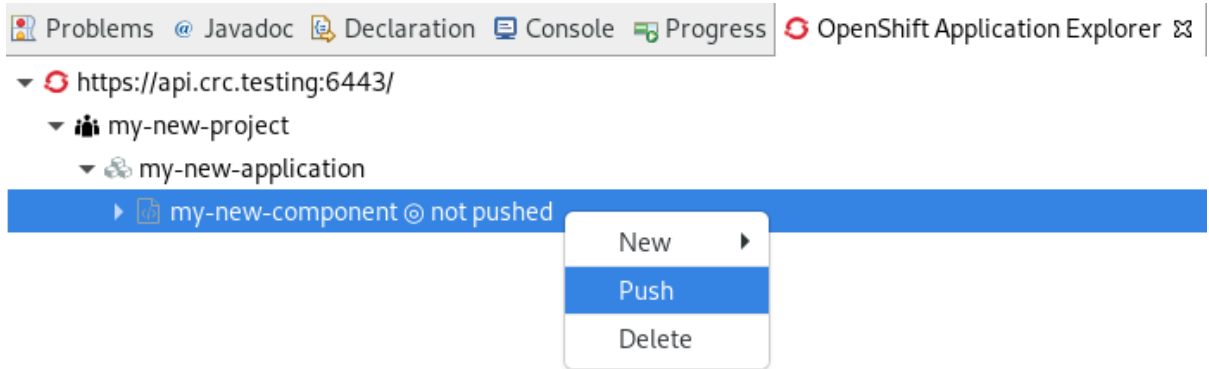 Problems @ Javadoc Declaration Console Progress OpenShift Application Explorer
https://api.crc.testing:6443/
my-new-project
my-new-application
my-new-component ◎ not pushed
New
Push
Delete